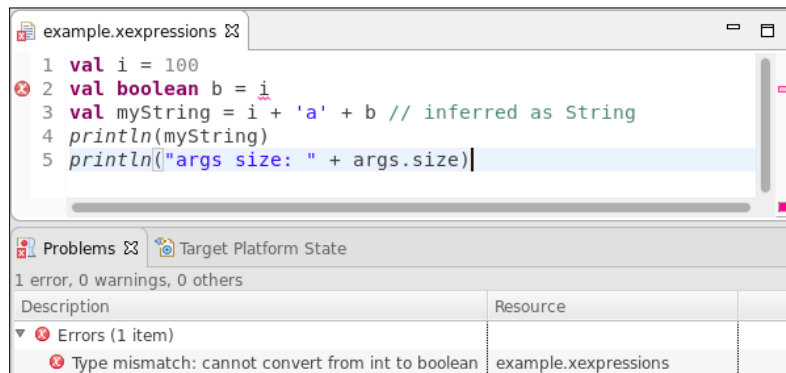 example.xexpressions
1 val i = 100
2 val boolean b = i
3 val myString = i + 'a' + b // inferred as String
4 println(myString)
5 println("args size: " + args.size)
Problems Target Platform State
1 error, 0 warnings, 0 others
Description Resource
Errors (1 item)
Type mismatch: cannot convert from int to boolean example.xexpressions